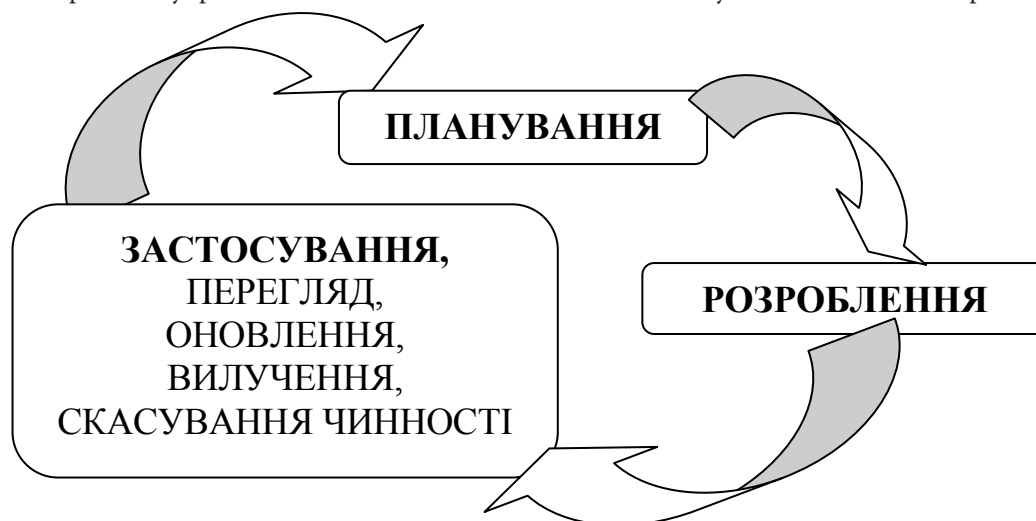 ПЛАНУВАННЯ
РОЗРОБЛЕННЯ
ЗАСТОСУВАННЯ,
ПЕРЕГЛЯД,
ОНОВЛЕННЯ,
ВИЛУЧЕННЯ,
СКАСУВАННЯ ЧИННОСТІ